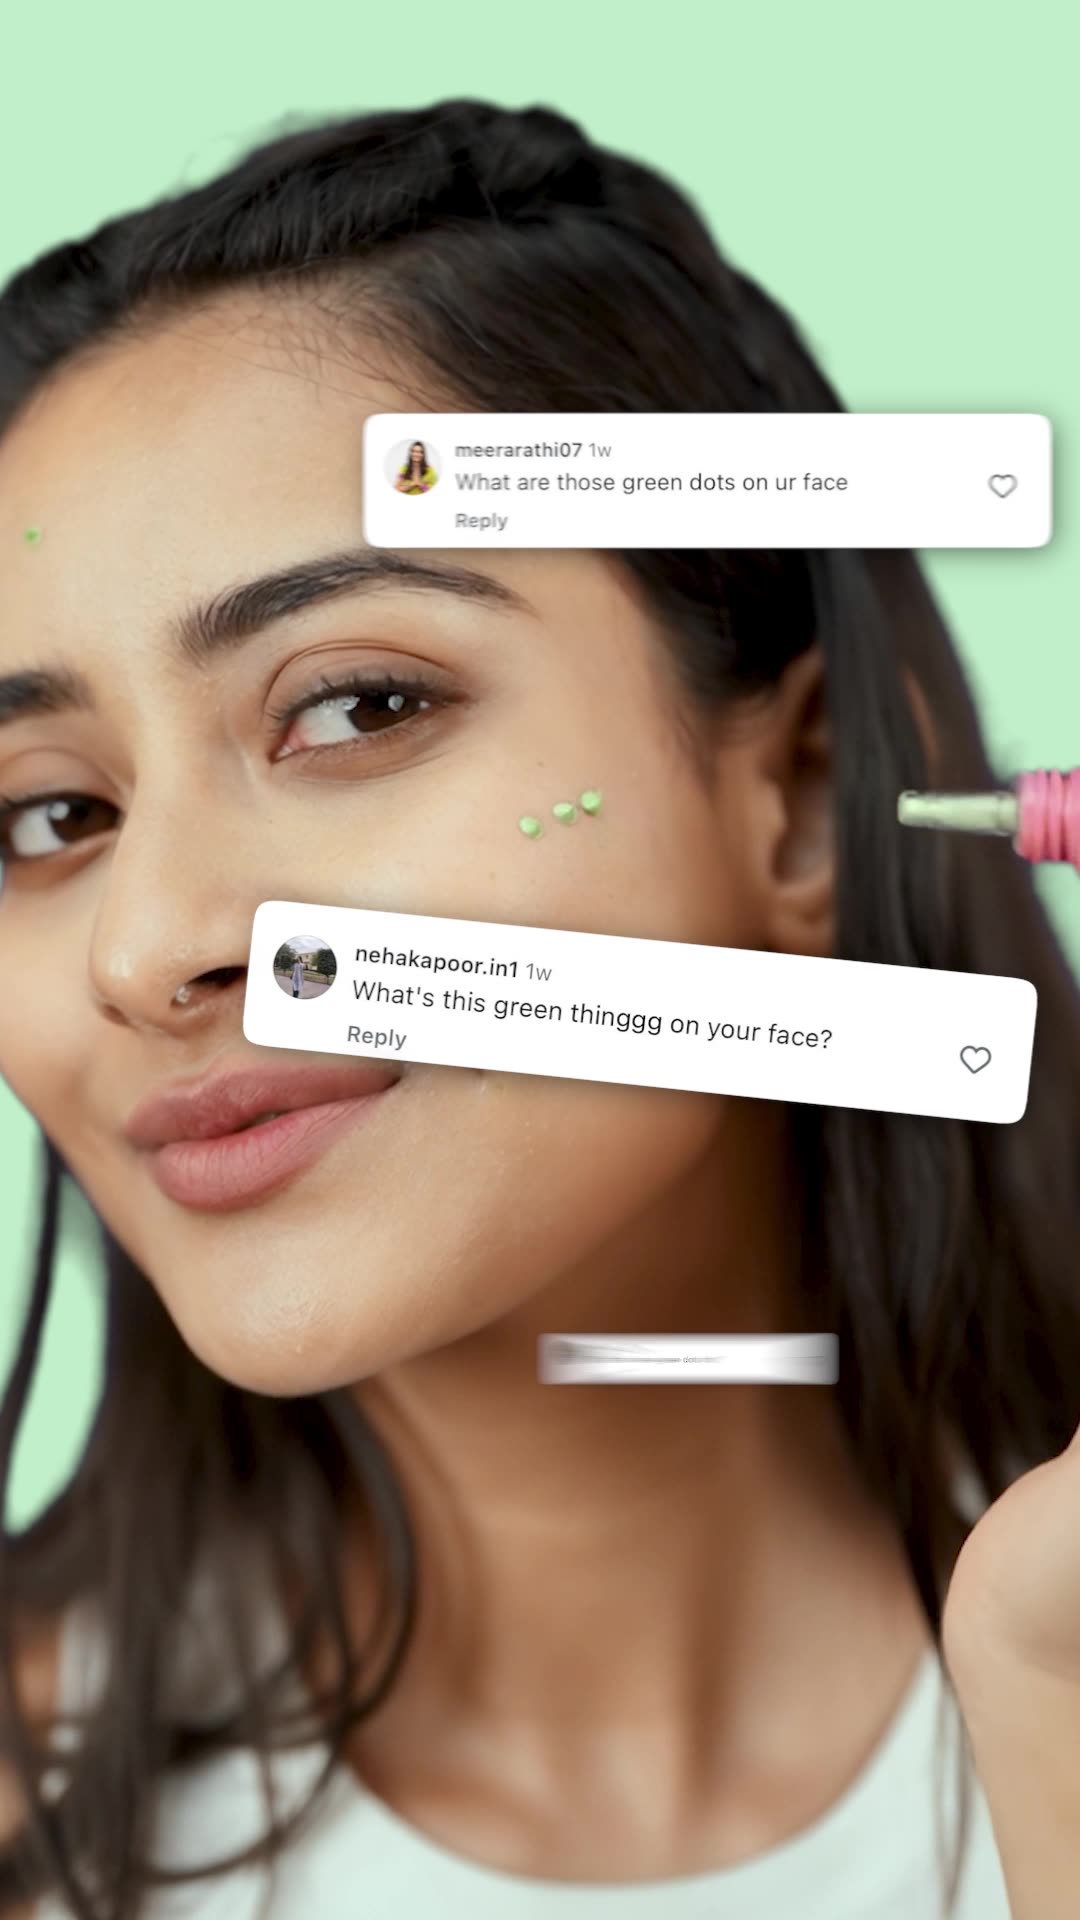 meerarathi07 1w
What are those green dots on ur face
Reply
nehakapoor.in1 1w
What's this green thinggg on your face?
Reply